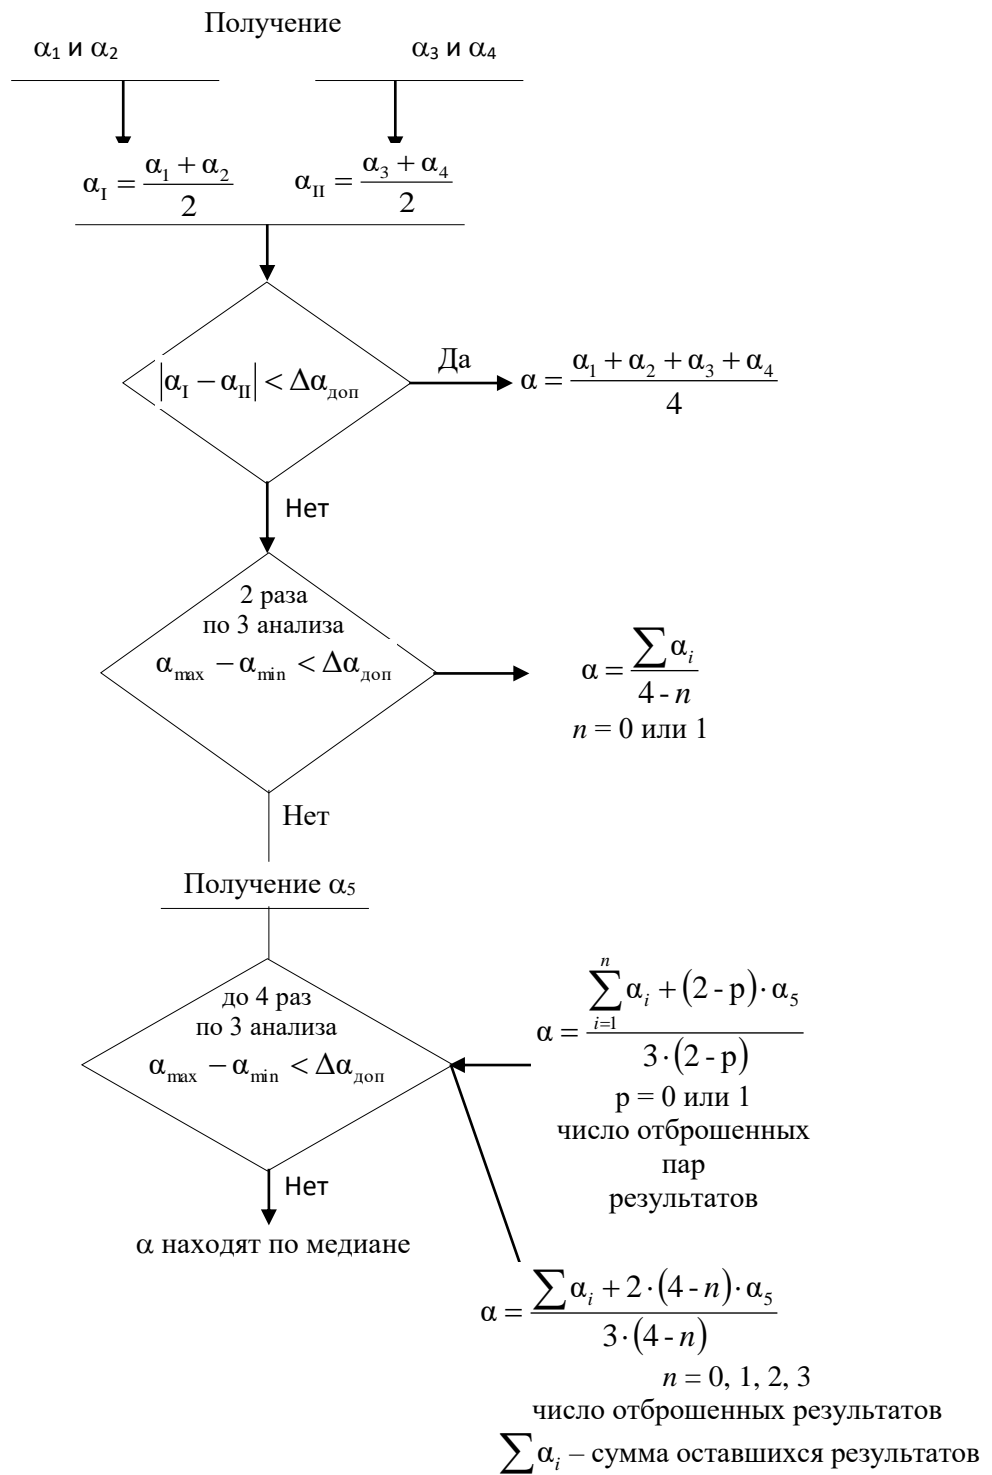 Получение
α₁ и α₂
α₃ и α₄
α_I = (α₁ + α₂)/2
α_II = (α₃ + α₄)/2
|α_I − α_II| < Δα_доп
Да
α = (α₁ + α₂ + α₃ + α₄)/4
Нет
2 раза
по 3 анализа
α_max − α_min < Δα_доп
α = ∑α_i/(4 - n)
n = 0 или 1
Нет
Получение α₅
до 4 раз
по 3 анализа
α_max − α_min < Δα_доп
α = (∑_{i=1}^{n} α_i + (2 - p)·α₅)/(3·(2 - p))
p = 0 или 1
число отброшенных
пар
результатов
Нет
α находят по медиане
α = (∑α_i + 2·(4 - n)·α₅)/(3·(4 - n))
n = 0, 1, 2, 3
число отброшенных результатов
∑α_i – сумма оставшихся результатов